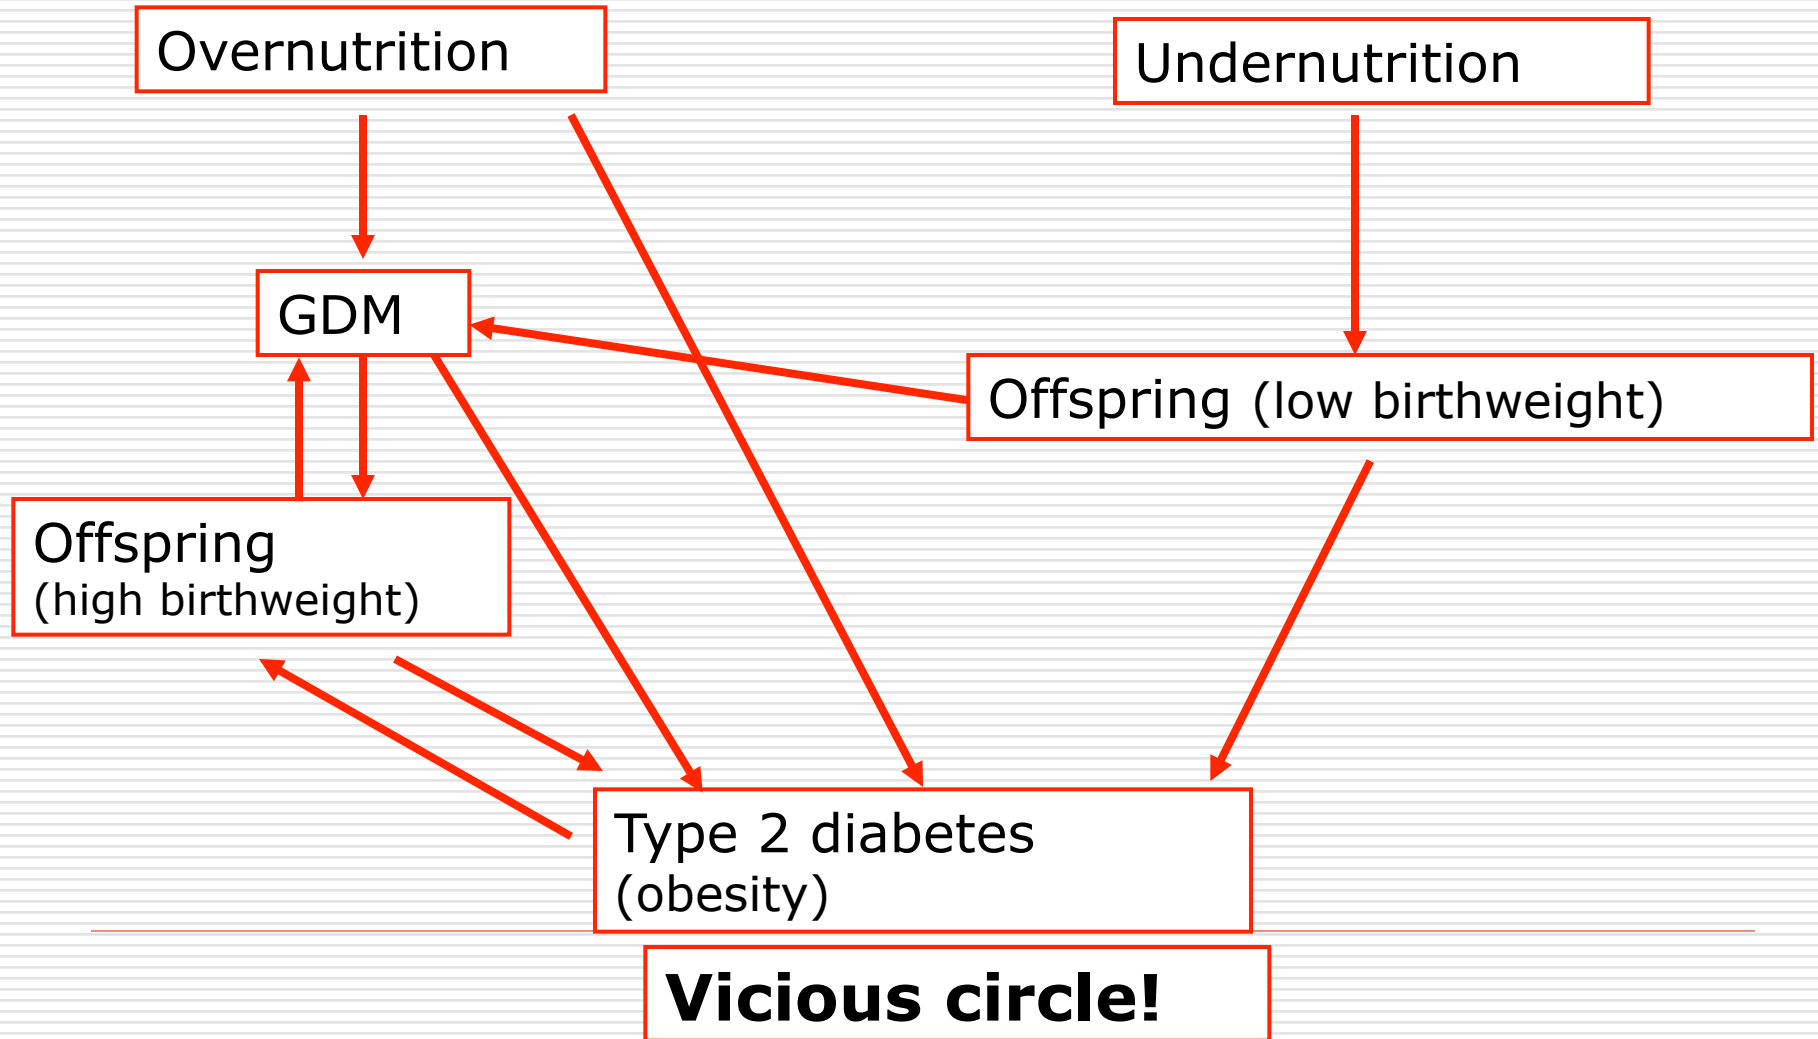 Overnutrition
Undernutrition
GDM
Offspring (low birthweight)
Offspring
(high birthweight)
Type 2 diabetes
(obesity)
Vicious circle!